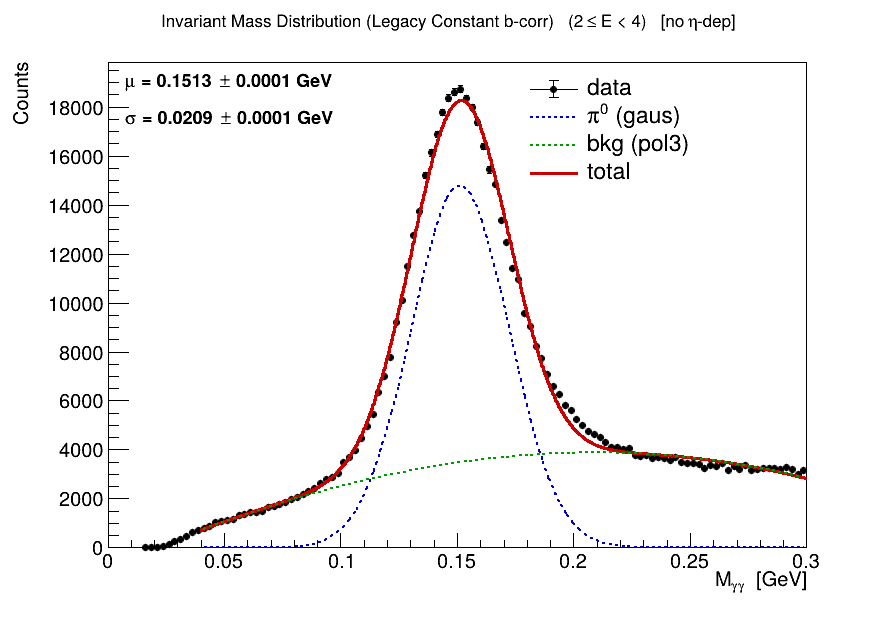 Invariant Mass Distribution (Legacy Constant b-corr) (2 ≤ E < 4) [no η-dep]
Counts
μ = 0.1513 ± 0.0001 GeV
σ = 0.0209 ± 0.0001 GeV
data
π⁰ (gaus)
bkg (pol3)
total
18000
16000
14000
12000
10000
8000
6000
4000
2000
0
0 0.05 0.1 0.15 0.2 0.25 0.3
Mγγ [GeV]